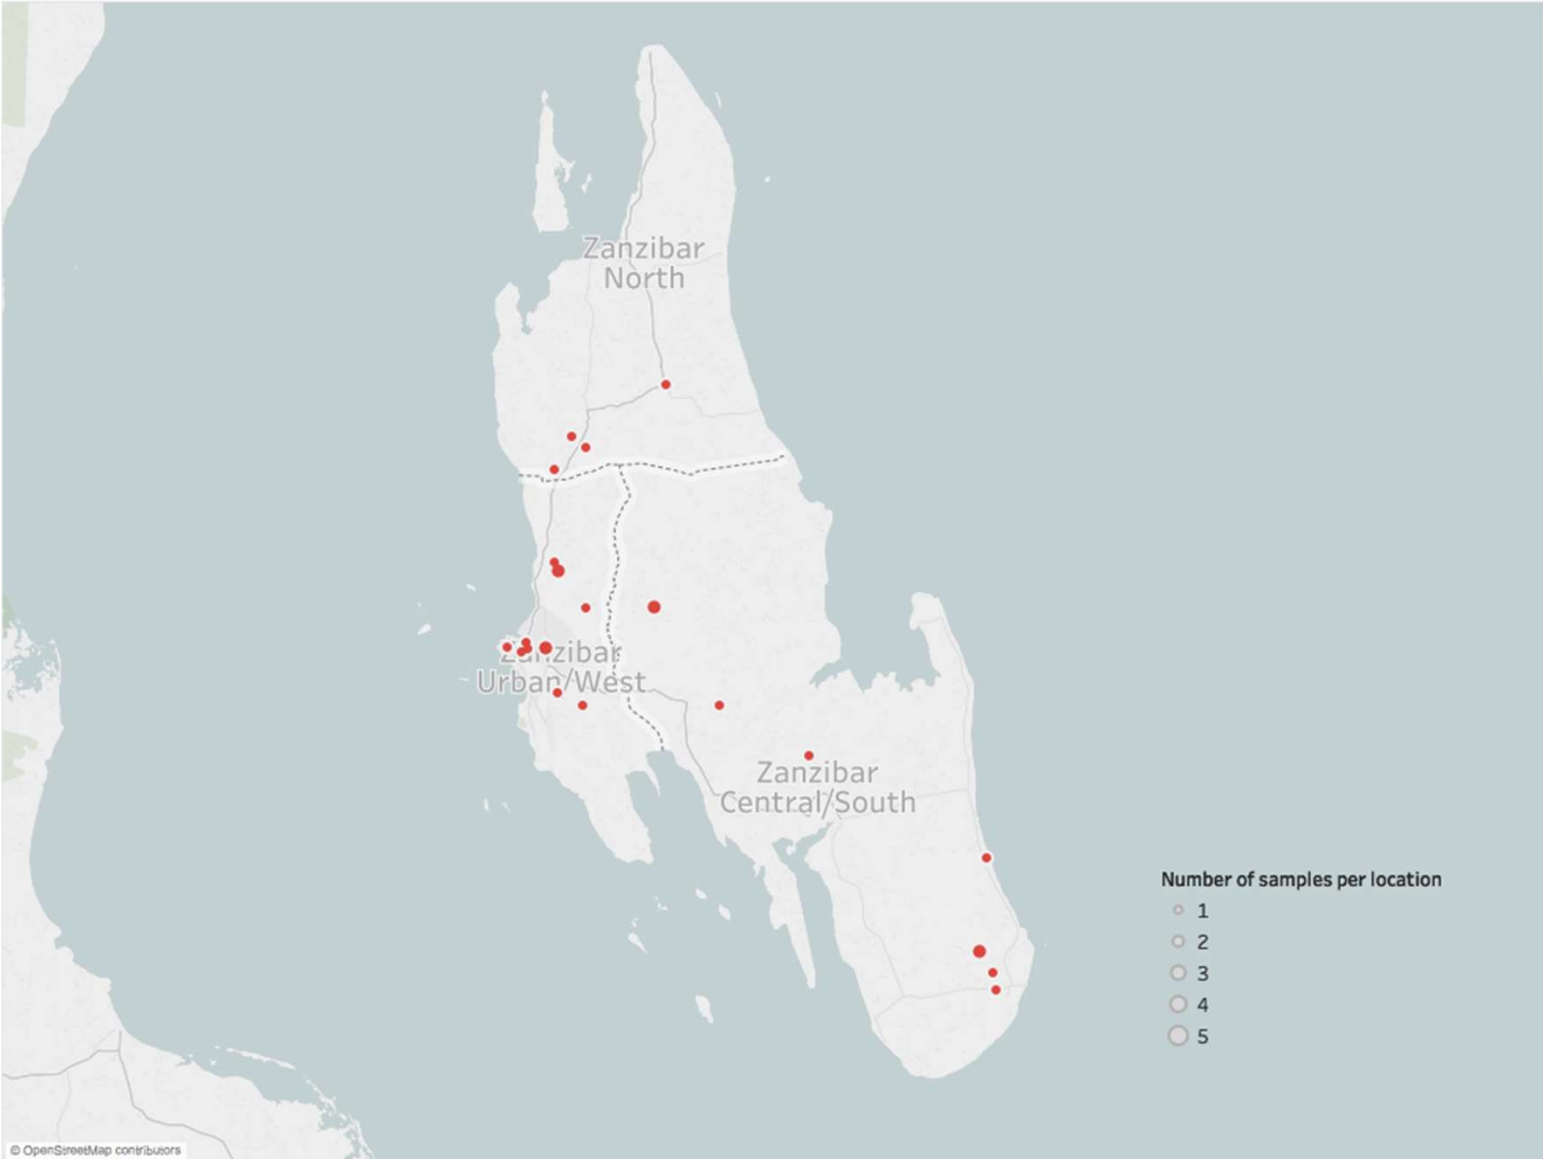 Zanzibar
North
Zanzibar
Urban/West
Zanzibar
Central/South
Number of samples per location
1
2
3
4
5
© OpenStreetMap contributors